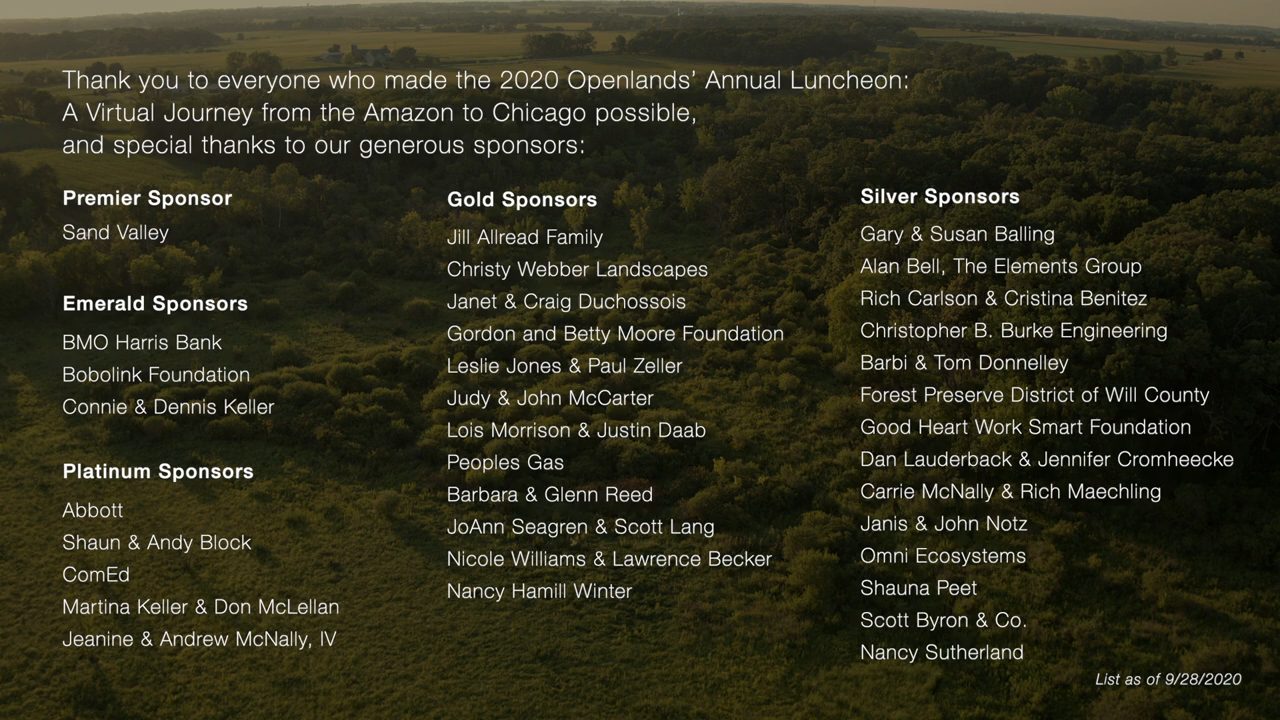 Thank you to everyone who made the 2020 Openlands' Annual Luncheon:
A Virtual Journey from the Amazon to Chicago possible,
and special thanks to our generous sponsors:
Premier Sponsor
Sand Valley
Emerald Sponsors
BMO Harris Bank
Bobolink Foundation
Connie & Dennis Keller
Platinum Sponsors
Abbott
Shaun & Andy Block
ComEd
Martina Keller & Don McLellan
Jeanine & Andrew McNally, IV
Gold Sponsors
Jill Allread Family
Christy Webber Landscapes
Janet & Craig Duchossois
Gordon and Betty Moore Foundation
Leslie Jones & Paul Zeller
Judy & John McCarter
Lois Morrison & Justin Daab
Peoples Gas
Barbara & Glenn Reed
JoAnn Seagren & Scott Lang
Nicole Williams & Lawrence Becker
Nancy Hamill Winter
Silver Sponsors
Gary & Susan Balling
Alan Bell, The Elements Group
Rich Carlson & Cristina Benitez
Christopher B. Burke Engineering
Barbi & Tom Donnelley
Forest Preserve District of Will County
Good Heart Work Smart Foundation
Dan Lauderback & Jennifer Cromheecke
Carrie McNally & Rich Maechling
Janis & John Notz
Omni Ecosystems
Shauna Peet
Scott Byron & Co.
Nancy Sutherland
List as of 9/28/2020